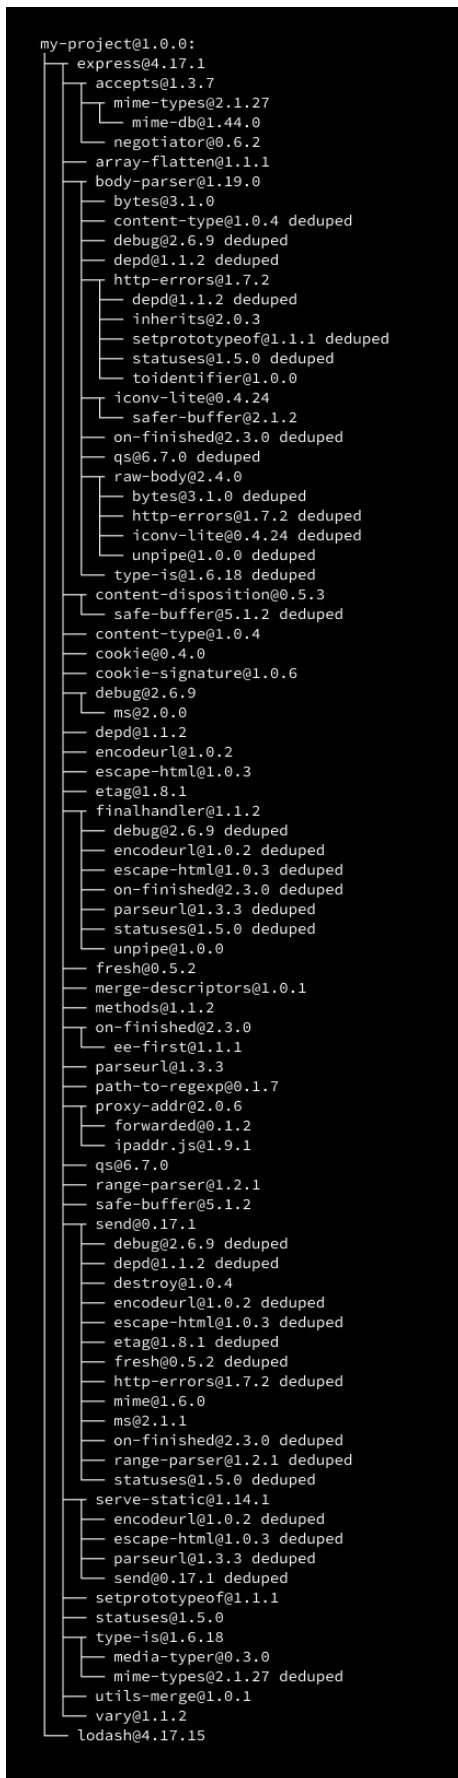 my-project@1.0.0:
├─┬ express@4.17.1
│ ├─┬ accepts@1.3.7
│ │ ├─┬ mime-types@2.1.27
│ │ │ └── mime-db@1.44.0
│ │ └── negotiator@0.6.2
│ ├── array-flatten@1.1.1
│ ├─┬ body-parser@1.19.0
│ │ ├── bytes@3.1.0
│ │ ├── content-type@1.0.4 deduped
│ │ ├── debug@2.6.9 deduped
│ │ ├── depd@1.1.2 deduped
│ │ ├─┬ http-errors@1.7.2
│ │ │ ├── depd@1.1.2 deduped
│ │ │ ├── inherits@2.0.3
│ │ │ ├── setprototypeof@1.1.1 deduped
│ │ │ ├── statuses@1.5.0 deduped
│ │ │ └── toidentifier@1.0.0
│ │ ├─┬ iconv-lite@0.4.24
│ │ │ └── safer-buffer@2.1.2
│ │ ├── on-finished@2.3.0 deduped
│ │ ├── qs@6.7.0 deduped
│ │ ├─┬ raw-body@2.4.0
│ │ │ ├── bytes@3.1.0 deduped
│ │ │ ├── http-errors@1.7.2 deduped
│ │ │ ├── iconv-lite@0.4.24 deduped
│ │ │ └── unpipe@1.0.0 deduped
│ │ └── type-is@1.6.18 deduped
│ ├─┬ content-disposition@0.5.3
│ │ └── safe-buffer@5.1.2 deduped
│ ├── content-type@1.0.4
│ ├── cookie@0.4.0
│ ├── cookie-signature@1.0.6
│ ├─┬ debug@2.6.9
│ │ └── ms@2.0.0
│ ├── depd@1.1.2
│ ├── encodeurl@1.0.2
│ ├── escape-html@1.0.3
│ ├── etag@1.8.1
│ ├─┬ finalhandler@1.1.2
│ │ ├── debug@2.6.9 deduped
│ │ ├── encodeurl@1.0.2 deduped
│ │ ├── escape-html@1.0.3 deduped
│ │ ├── on-finished@2.3.0 deduped
│ │ ├── parseurl@1.3.3 deduped
│ │ ├── statuses@1.5.0 deduped
│ │ └── unpipe@1.0.0
│ ├── fresh@0.5.2
│ ├── merge-descriptors@1.0.1
│ ├── methods@1.1.2
│ ├─┬ on-finished@2.3.0
│ │ └── ee-first@1.1.1
│ ├── parseurl@1.3.3
│ ├── path-to-regexp@0.1.7
│ ├─┬ proxy-addr@2.0.6
│ │ ├── forwarded@0.1.2
│ │ └── ipaddr.js@1.9.1
│ ├── qs@6.7.0
│ ├── range-parser@1.2.1
│ ├── safe-buffer@5.1.2
│ ├─┬ send@0.17.1
│ │ ├── debug@2.6.9 deduped
│ │ ├── depd@1.1.2 deduped
│ │ ├── destroy@1.0.4
│ │ ├── encodeurl@1.0.2 deduped
│ │ ├── escape-html@1.0.3 deduped
│ │ ├── etag@1.8.1 deduped
│ │ ├── fresh@0.5.2 deduped
│ │ ├── http-errors@1.7.2 deduped
│ │ ├── mime@1.6.0
│ │ ├── ms@2.1.1
│ │ ├── on-finished@2.3.0 deduped
│ │ ├── range-parser@1.2.1 deduped
│ │ └── statuses@1.5.0 deduped
│ ├─┬ serve-static@1.14.1
│ │ ├── encodeurl@1.0.2 deduped
│ │ ├── escape-html@1.0.3 deduped
│ │ ├── parseurl@1.3.3 deduped
│ │ └── send@0.17.1 deduped
│ ├── setprototypeof@1.1.1
│ ├── statuses@1.5.0
│ ├─┬ type-is@1.6.18
│ │ ├── media-typer@0.3.0
│ │ └── mime-types@2.1.27 deduped
│ ├── utils-merge@1.0.1
│ └── vary@1.1.2
└── lodash@4.17.15